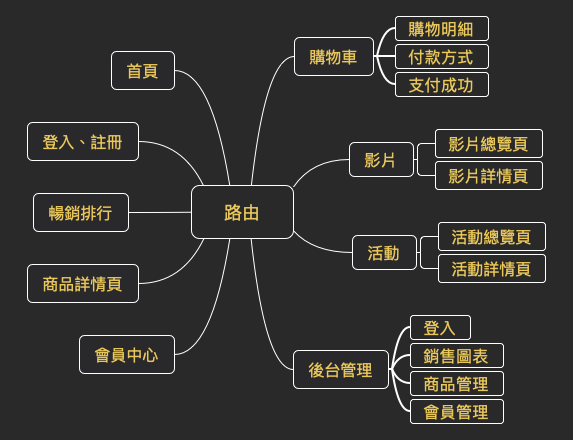 路由
首頁
登入、註冊
暢銷排行
商品詳情頁
會員中心
購物車
購物明細
付款方式
支付成功
影片
影片總覽頁
影片詳情頁
活動
活動總覽頁
活動詳情頁
後台管理
登入
銷售圖表
商品管理
會員管理